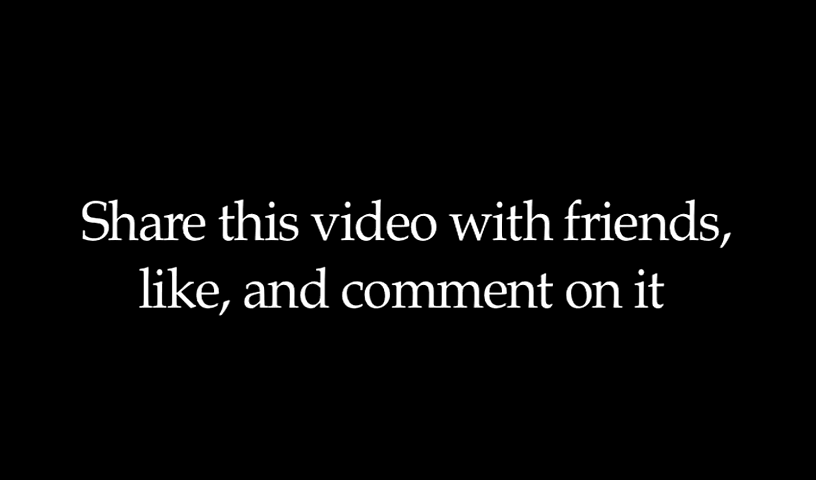 Share this video with friends,
like, and comment on it